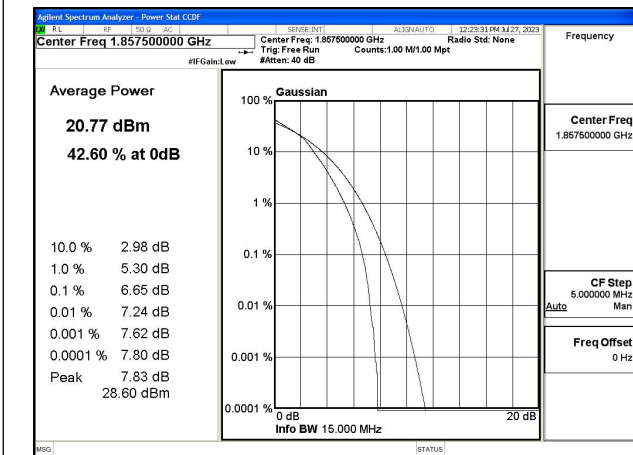 Agilent Spectrum Analyzer - Power Stat CCDF
RL RF 50 Ω AC SENSE:INT ALIGN AUTO 12:23:31 PM Jul 27, 2023
Center Freq 1.857500000 GHz
Center Freq: 1.857500000 GHz Radio Std: None
Trig: Free Run Counts:1.00 M/1.00 Mpt
#IFGain:Low #Atten: 40 dB
Frequency
Average Power
20.77 dBm
42.60 % at 0dB
10.0 % 2.98 dB
1.0 % 5.30 dB
0.1 % 6.65 dB
0.01 % 7.24 dB
0.001 % 7.62 dB
0.0001 % 7.80 dB
Peak 7.83 dB
28.60 dBm
Gaussian
100 %
10 %
1 %
0.1 %
0.01 %
0.001 %
0.0001 %
0 dB 20 dB
Info BW 15.000 MHz
Center Freq
1.857500000 GHz
CF Step
5.000000 MHz
Auto Man
Freq Offset
0 Hz
MSG STATUS